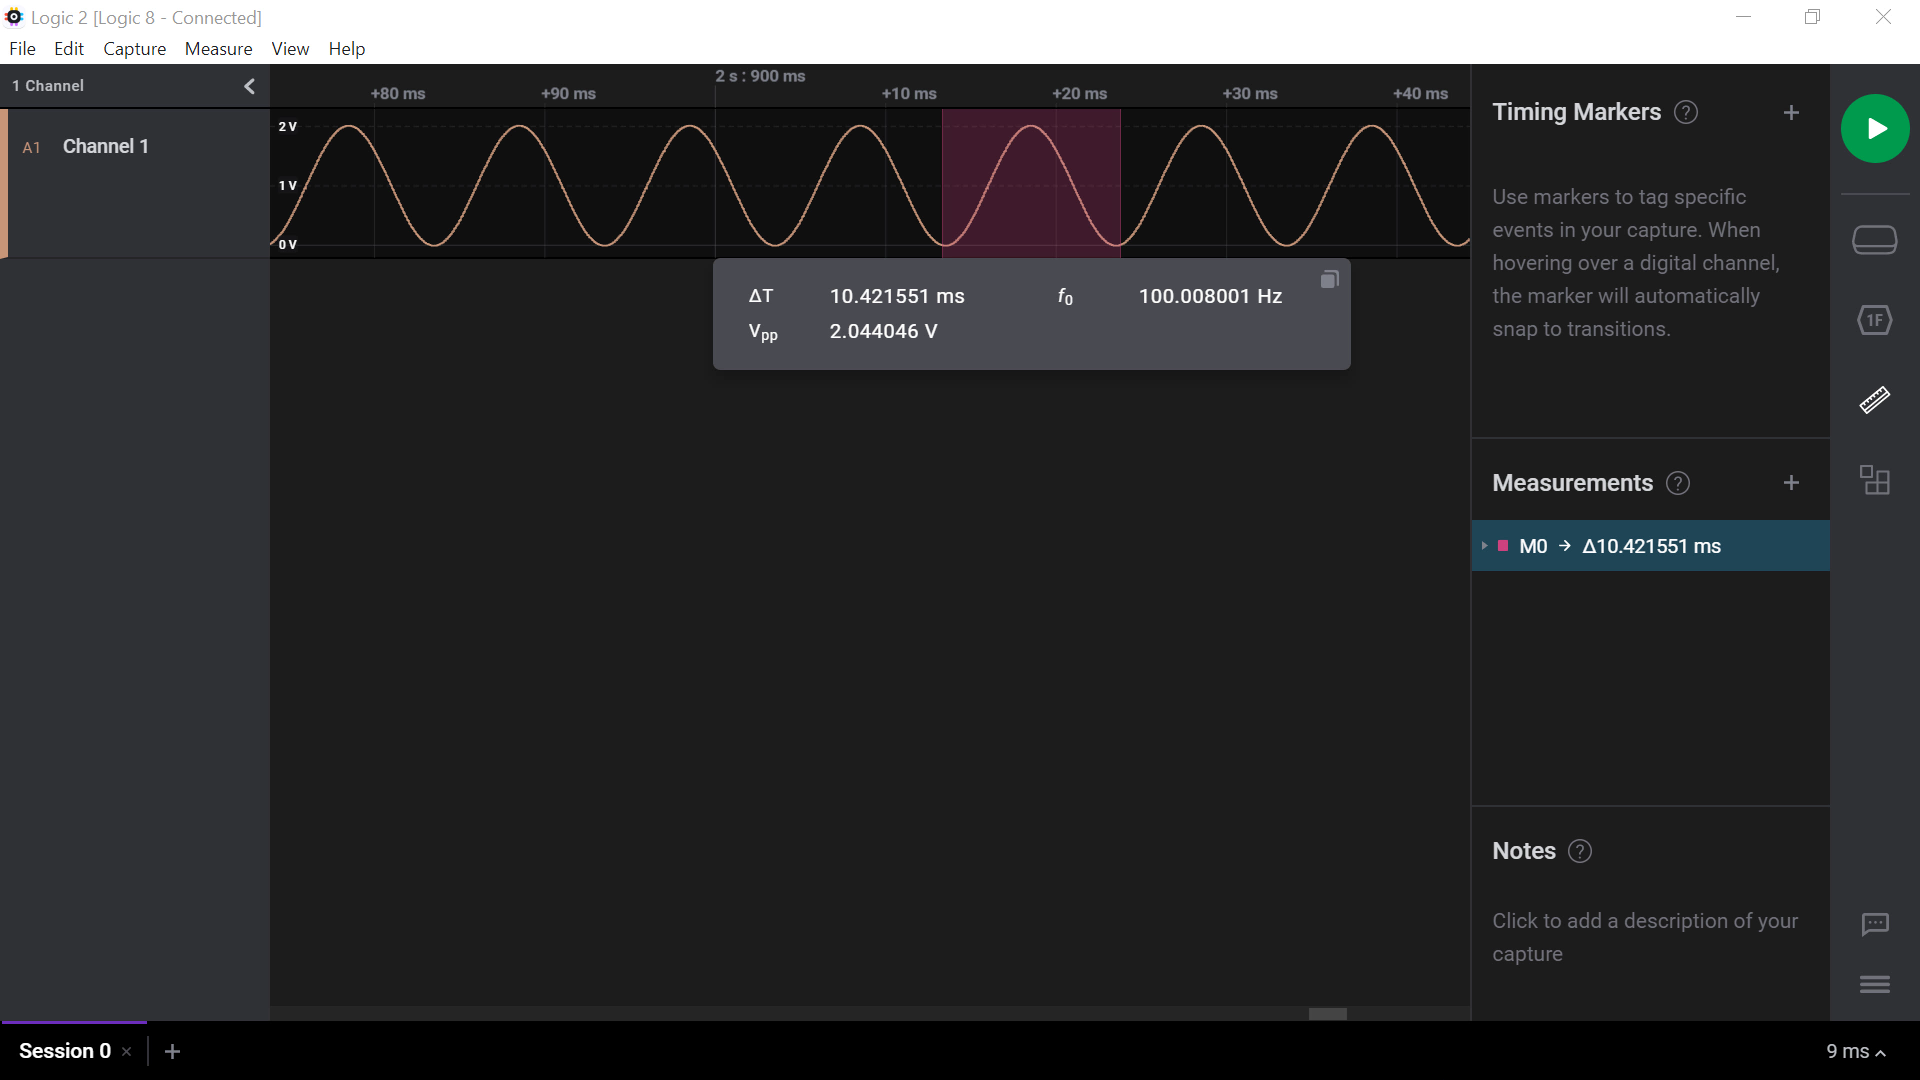 Logic 2 [Logic 8 - Connected]
File Edit Capture Measure View Help
1 Channel
2 s : 900 ms
+80 ms +90 ms +10 ms +20 ms +30 ms +40 ms
A1 Channel 1
2 V
1 V
0 V
ΔT 10.421551 ms f0 100.008001 Hz
Vpp 2.044046 V
Timing Markers ? +
Use markers to tag specific
events in your capture. When
hovering over a digital channel,
the marker will automatically
snap to transitions.
1F
Measurements ? +
M0 → Δ10.421551 ms
Notes ?
Click to add a description of your
capture
Session 0 × +
9 ms